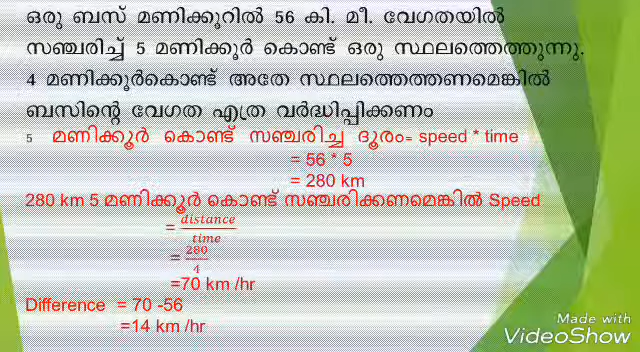 ഒരു ബസ് മണിക്കൂറിൽ 56 കി. മീ. വേഗതയിൽ
സഞ്ചരിച്ച് 5 മണിക്കൂർ കൊണ്ട് ഒരു സ്ഥലത്തെത്തുന്നു.
4 മണിക്കൂർകൊണ്ട് അതേ സ്ഥലത്തെത്തണമെങ്കിൽ
ബസിന്റെ വേഗത എത്ര വർദ്ധിപ്പിക്കണം
5 മണിക്കൂർ കൊണ്ട് സഞ്ചരിച്ച ദൂരം= speed * time
= 56 * 5
= 280 km
280 km 5 മണിക്കൂർ കൊണ്ട് സഞ്ചരിക്കണമെങ്കിൽ Speed
= distance/time
= 280/4
=70 km /hr
Difference = 70 -56
=14 km /hr
Made with
VideoShow